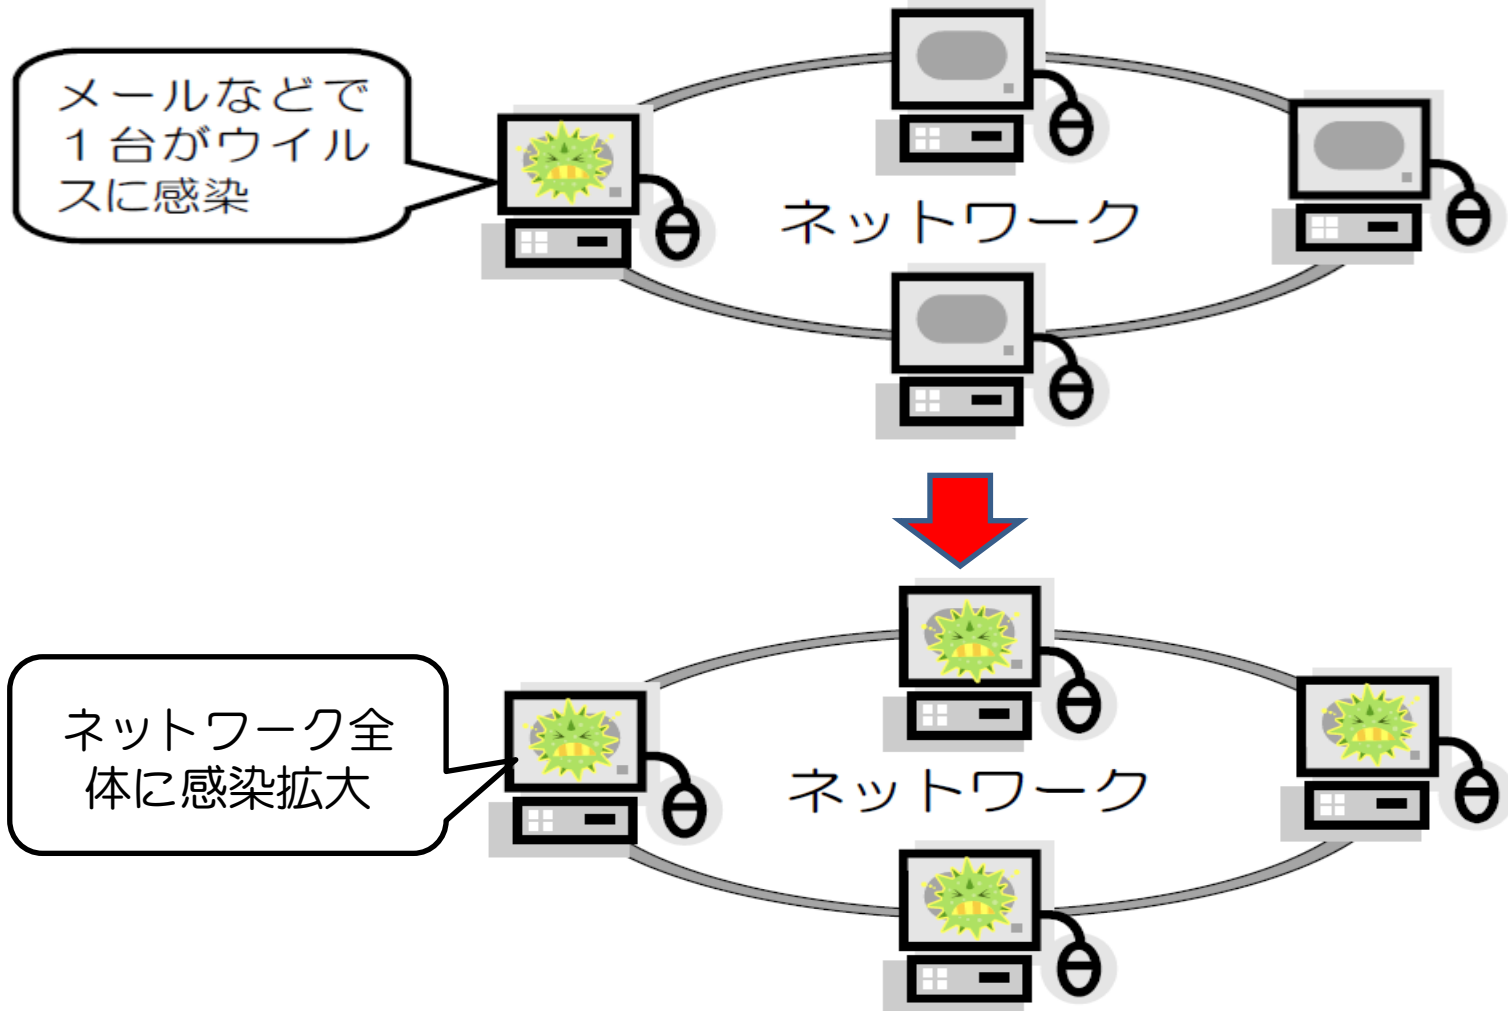 メールなどで
１台がウイル
スに感染
ネットワーク
ネットワーク全
体に感染拡大
ネットワーク